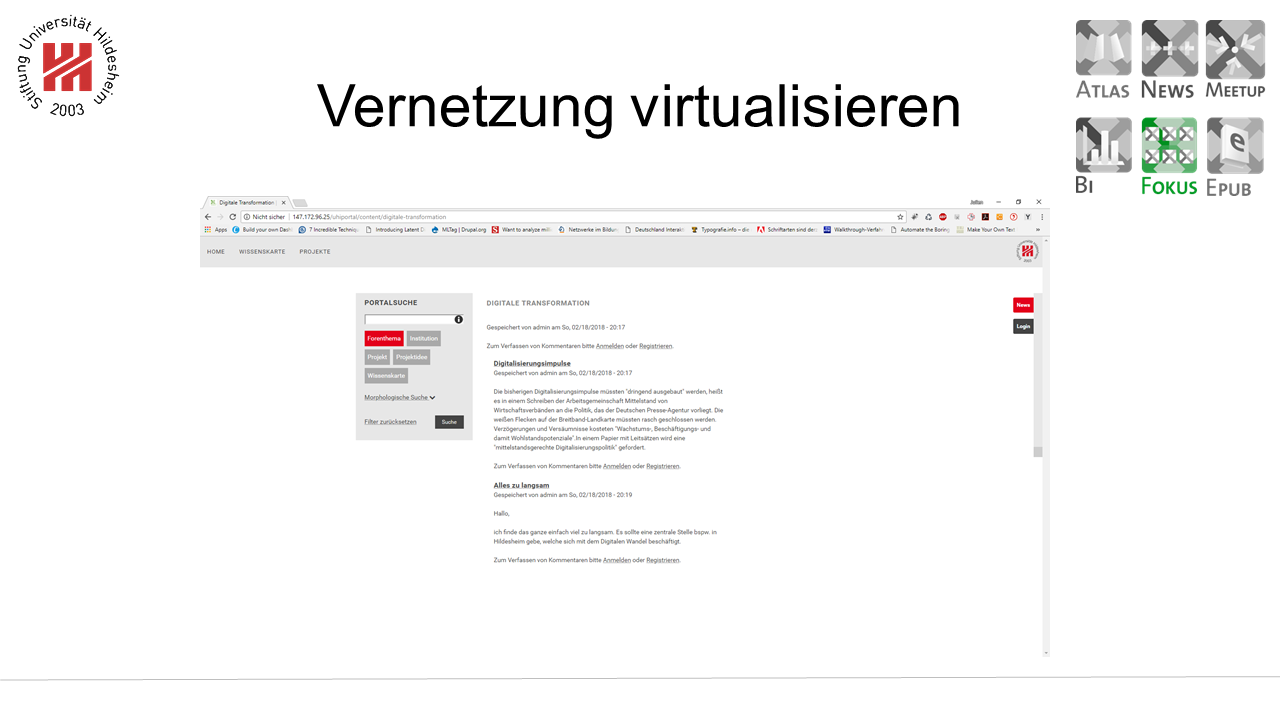 Stiftung Universität Hildesheim
2003
Vernetzung virtualisieren
ATLAS NEWS MEETUP
BI FOKUS EPUB
Digitale Transformation |
Nicht sicher | 147.172.96.25/uhiportal/content/digitale-transformation
Apps Build your own Dash 7 Incredible Techniqu Introducing Latent D MLTag | Drupal.org Want to analyze mill Netzwerke im Bildun Deutschland Interakt Typografie.info – die Schriftarten sind der Walkthrough-Verfah Automate the Boring Make Your Own Text »
HOME WISSENSKARTE PROJEKTE
PORTALSUCHE
Forenthema Institution
Projekt Projektidee
Wissenskarte
Morphologische Suche
Filter zurücksetzen Suche
DIGITALE TRANSFORMATION
Gespeichert von admin am So, 02/18/2018 - 20:17
Zum Verfassen von Kommentaren bitte Anmelden oder Registrieren.
Digitalisierungsimpulse
Gespeichert von admin am So, 02/18/2018 - 20:17
Die bisherigen Digitalisierungsimpulse müssten "dringend ausgebaut" werden, heißt
es in einem Schreiben der Arbeitsgemeinschaft Mittelstand von
Wirtschaftsverbänden an die Politik, das der Deutschen Presse-Agentur vorliegt. Die
weißen Flecken auf der Breitband-Landkarte müssten rasch geschlossen werden.
Verzögerungen und Versäumnisse kosteten "Wachstums-, Beschäftigungs- und
damit Wohlstandspotenziale".In einem Papier mit Leitsätzen wird eine
"mittelstandsgerechte Digitalisierungspolitik" gefordert.
Zum Verfassen von Kommentaren bitte Anmelden oder Registrieren.
Alles zu langsam
Gespeichert von admin am So, 02/18/2018 - 20:19
Hallo,
ich finde das ganze einfach viel zu langsam. Es sollte eine zentrale Stelle bspw. in
Hildesheim gebe, welche sich mit dem Digitalen Wandel beschäftigt.
Zum Verfassen von Kommentaren bitte Anmelden oder Registrieren.
News
Login